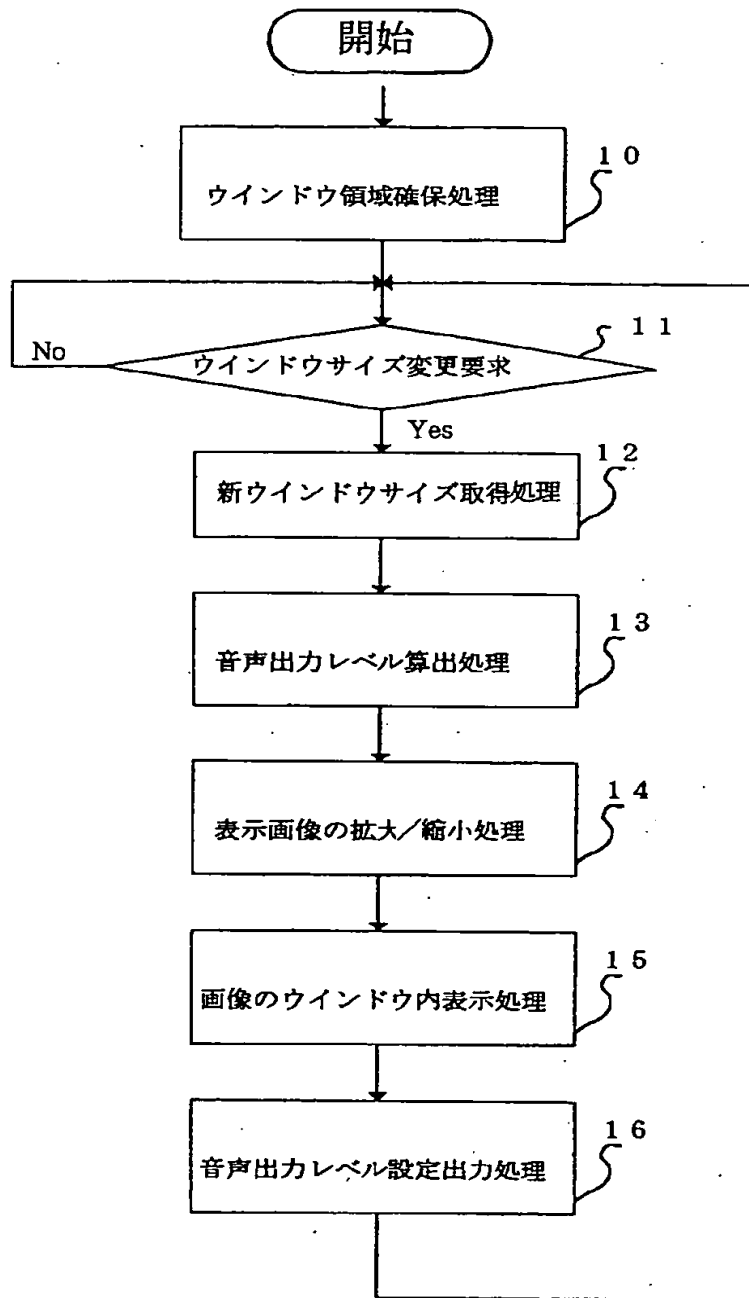 開始
ウインドウ領域確保処理
10
ウインドウサイズ変更要求
11
No
Yes
新ウインドウサイズ取得処理
12
音声出力レベル算出処理
13
表示画像の拡大/縮小処理
14
画像のウインドウ内表示処理
15
音声出力レベル設定出力処理
16